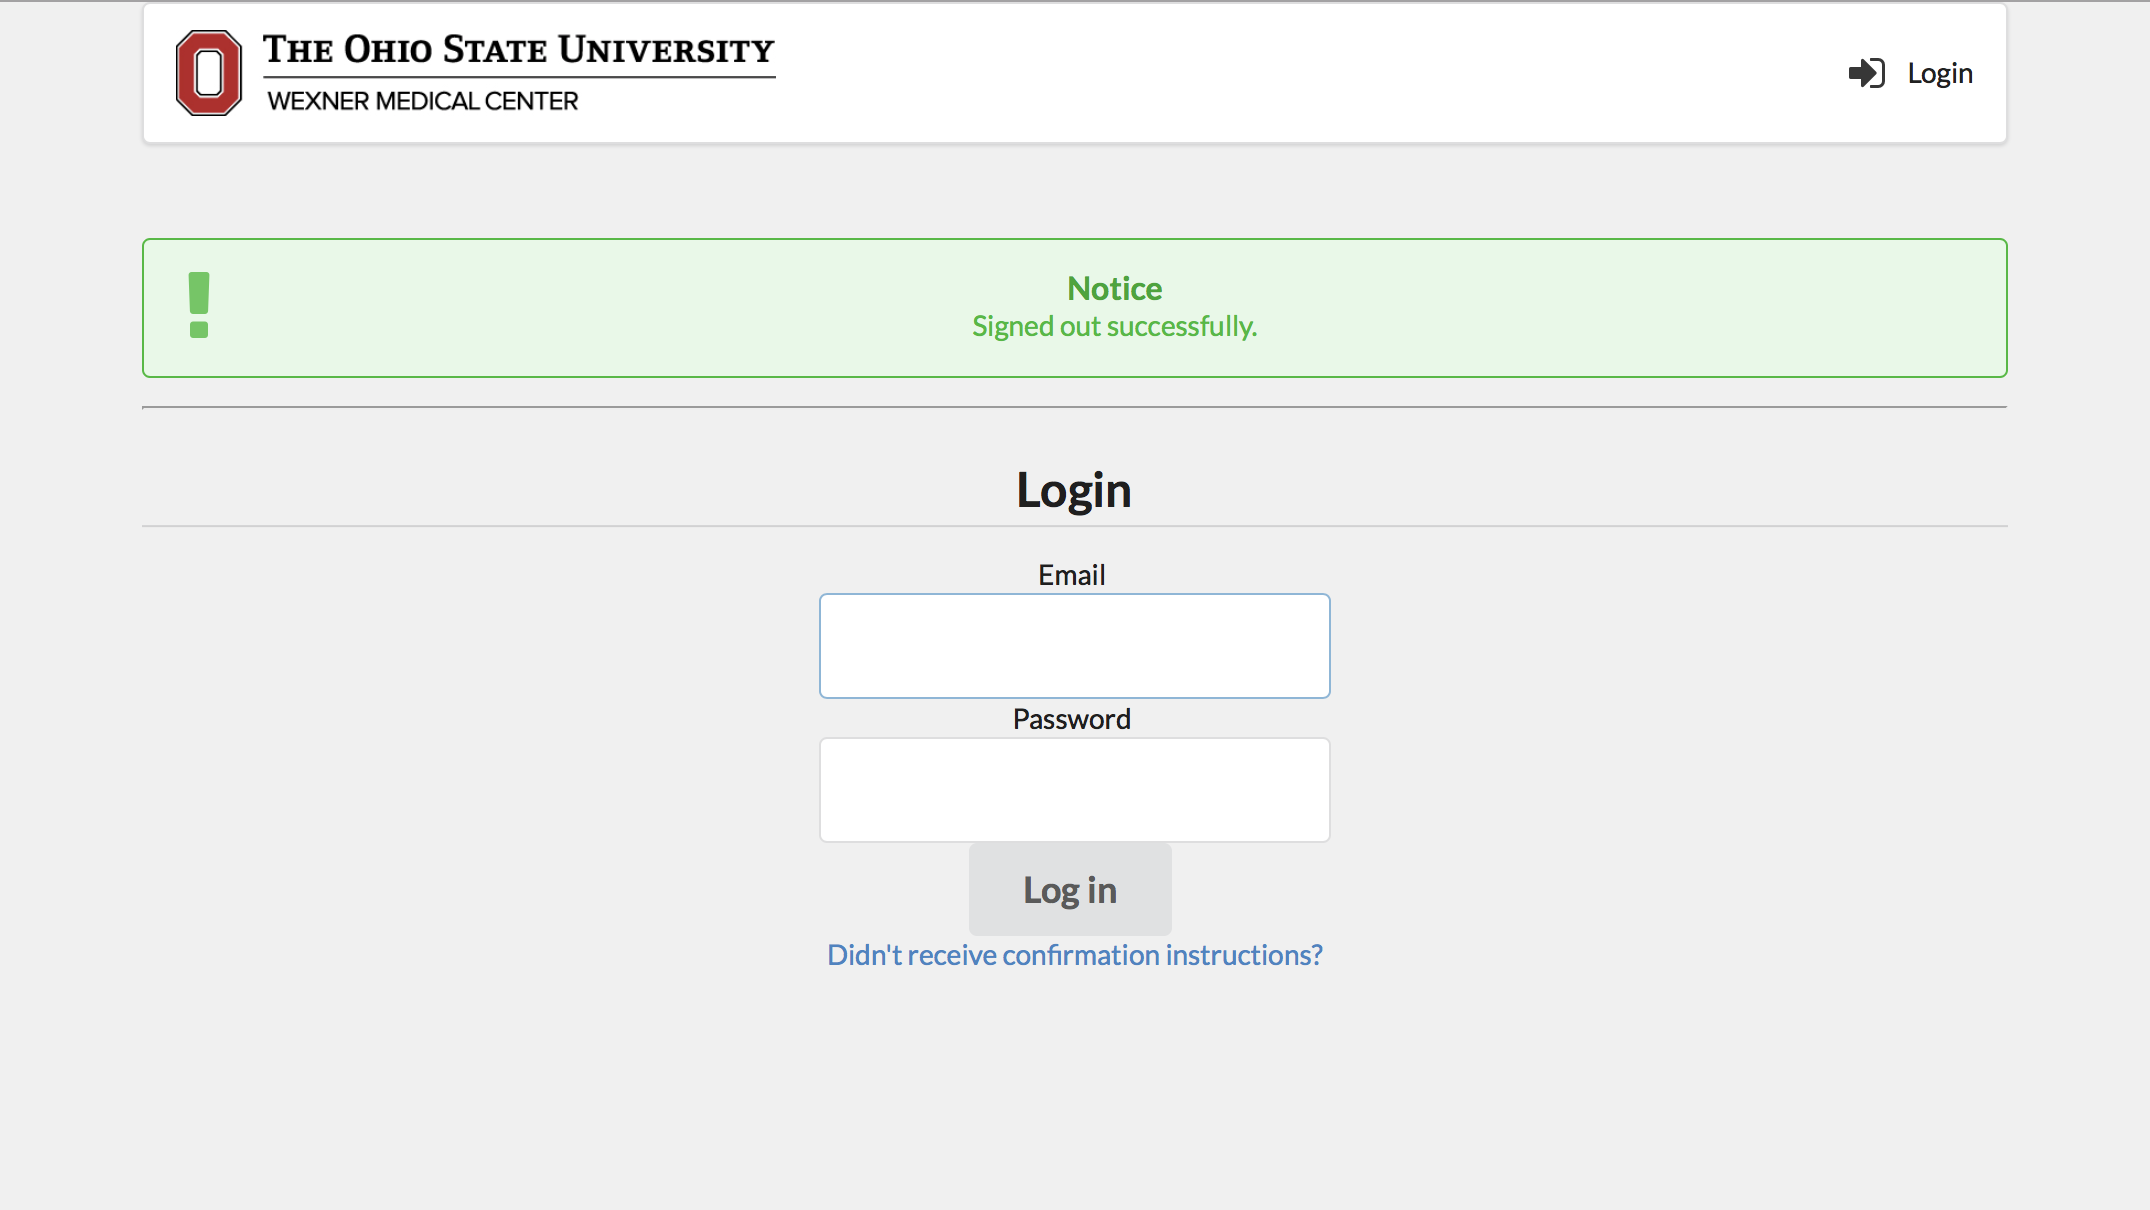 THE OHIO STATE UNIVERSITY
WEXNER MEDICAL CENTER
Login
Notice
Signed out successfully.
Login
Email
Password
Log in
Didn't receive confirmation instructions?